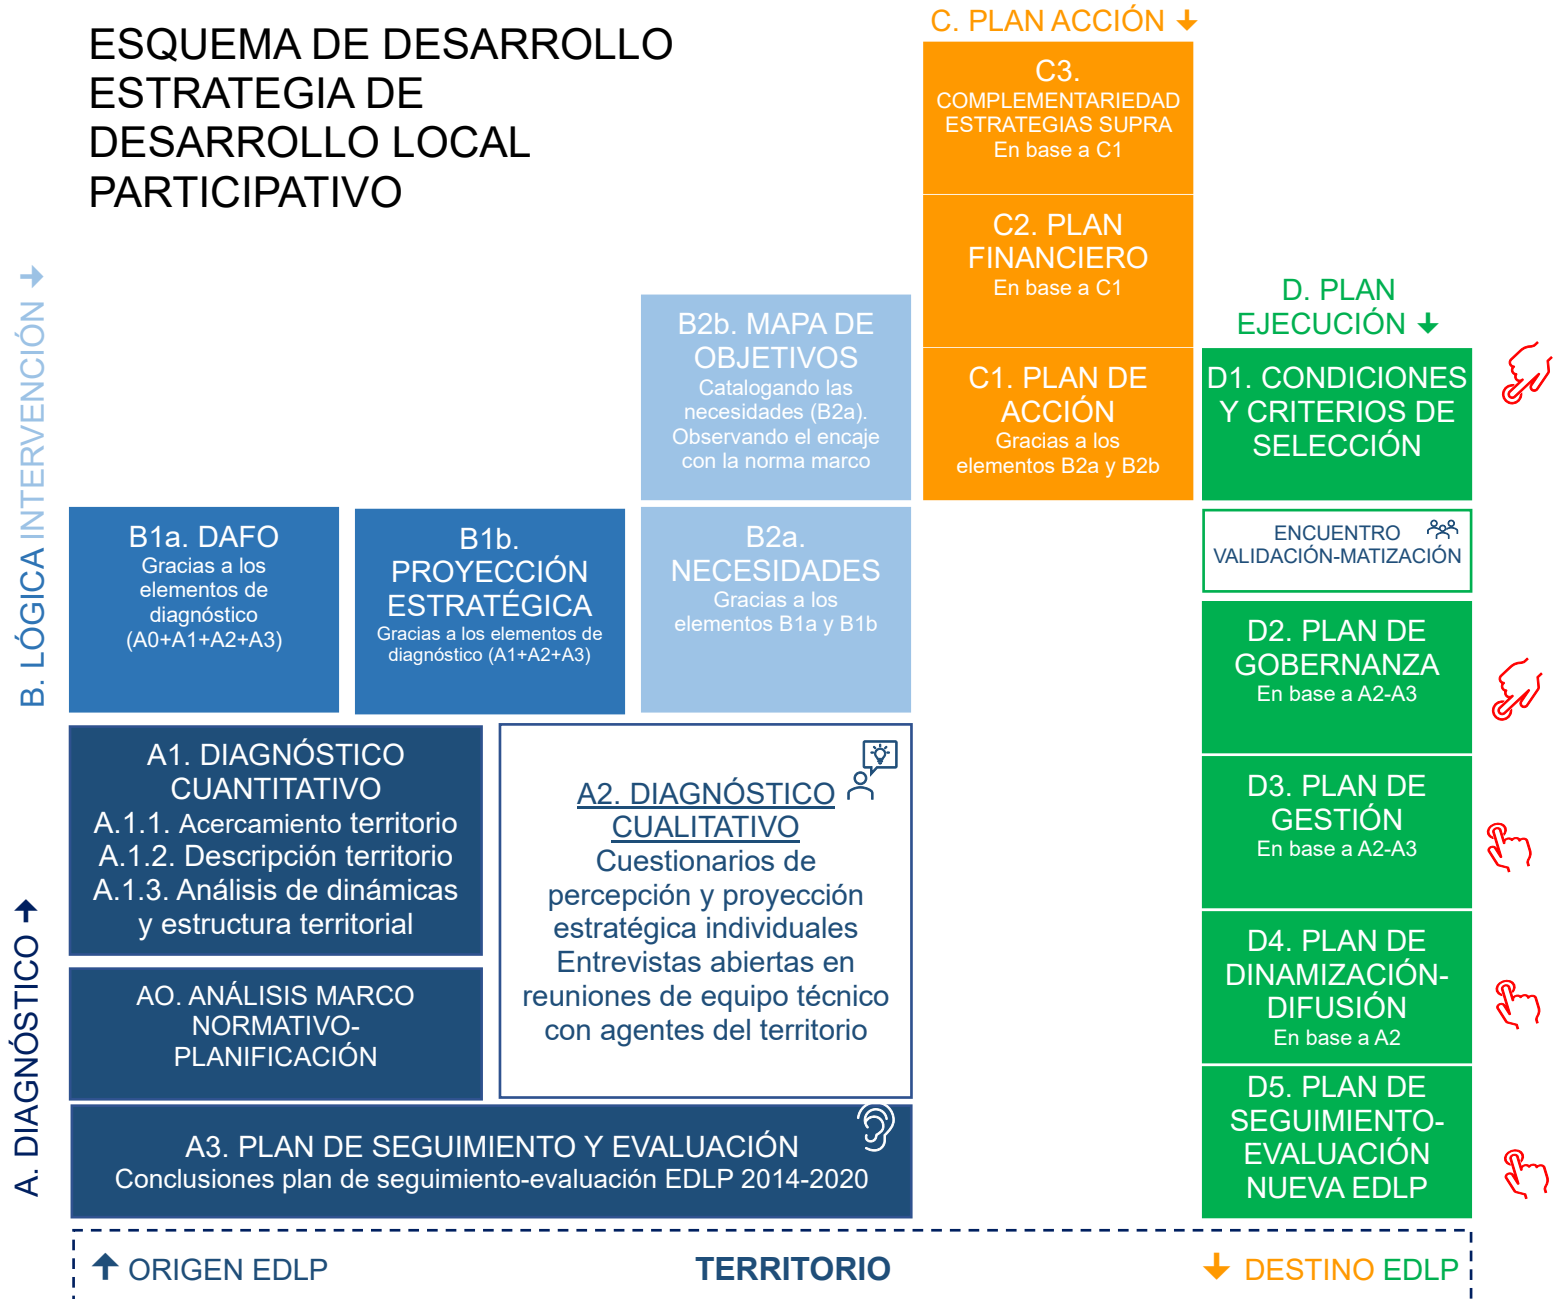 ESQUEMA DE DESARROLLO
ESTRATEGIA DE
DESARROLLO LOCAL
PARTICIPATIVO
C. PLAN ACCIÓN
C3.
COMPLEMENTARIEDAD
ESTRATEGIAS SUPRA
En base a C1
C2. PLAN
FINANCIERO
En base a C1
C1. PLAN DE
ACCIÓN
Gracias a los
elementos B2a y B2b
D. PLAN
EJECUCIÓN
D1. CONDICIONES
Y CRITERIOS DE
SELECCIÓN
ENCUENTRO
VALIDACIÓN-MATIZACIÓN
D2. PLAN DE
GOBERNANZA
En base a A2-A3
D3. PLAN DE
GESTIÓN
En base a A2-A3
D4. PLAN DE
DINAMIZACIÓN-
DIFUSIÓN
En base a A2
D5. PLAN DE
SEGUIMIENTO-
EVALUACIÓN
NUEVA EDLP
B. LÓGICA INTERVENCIÓN
B2b. MAPA DE
OBJETIVOS
Catalogando las
necesidades (B2a).
Observando el encaje
con la norma marco
B1a. DAFO
Gracias a los
elementos de
diagnóstico
(A0+A1+A2+A3)
B1b.
PROYECCIÓN
ESTRATÉGICA
Gracias a los elementos de
diagnóstico (A1+A2+A3)
B2a.
NECESIDADES
Gracias a los
elementos B1a y B1b
A. DIAGNÓSTICO
A1. DIAGNÓSTICO
CUANTITATIVO
A.1.1. Acercamiento territorio
A.1.2. Descripción territorio
A.1.3. Análisis de dinámicas
y estructura territorial
AO. ANÁLISIS MARCO
NORMATIVO-
PLANIFICACIÓN
A2. DIAGNÓSTICO
CUALITATIVO
Cuestionarios de
percepción y proyección
estratégica individuales
Entrevistas abiertas en
reuniones de equipo técnico
con agentes del territorio
A3. PLAN DE SEGUIMIENTO Y EVALUACIÓN
Conclusiones plan de seguimiento-evaluación EDLP 2014-2020
ORIGEN EDLP
TERRITORIO
DESTINO EDLP